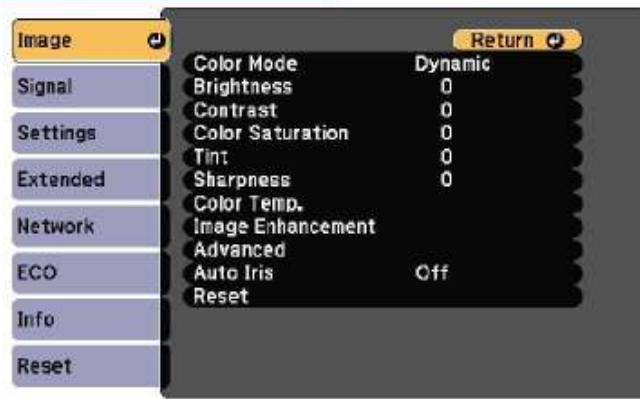 Image
Signal
Settings
Extended
Network
ECO
Info
Reset
Return
Color Mode Dynamic
Brightness 0
Contrast 0
Color Saturation 0
Tint 0
Sharpness 0
Color Temp.
Image Enhancement
Advanced
Auto Iris Off
Reset